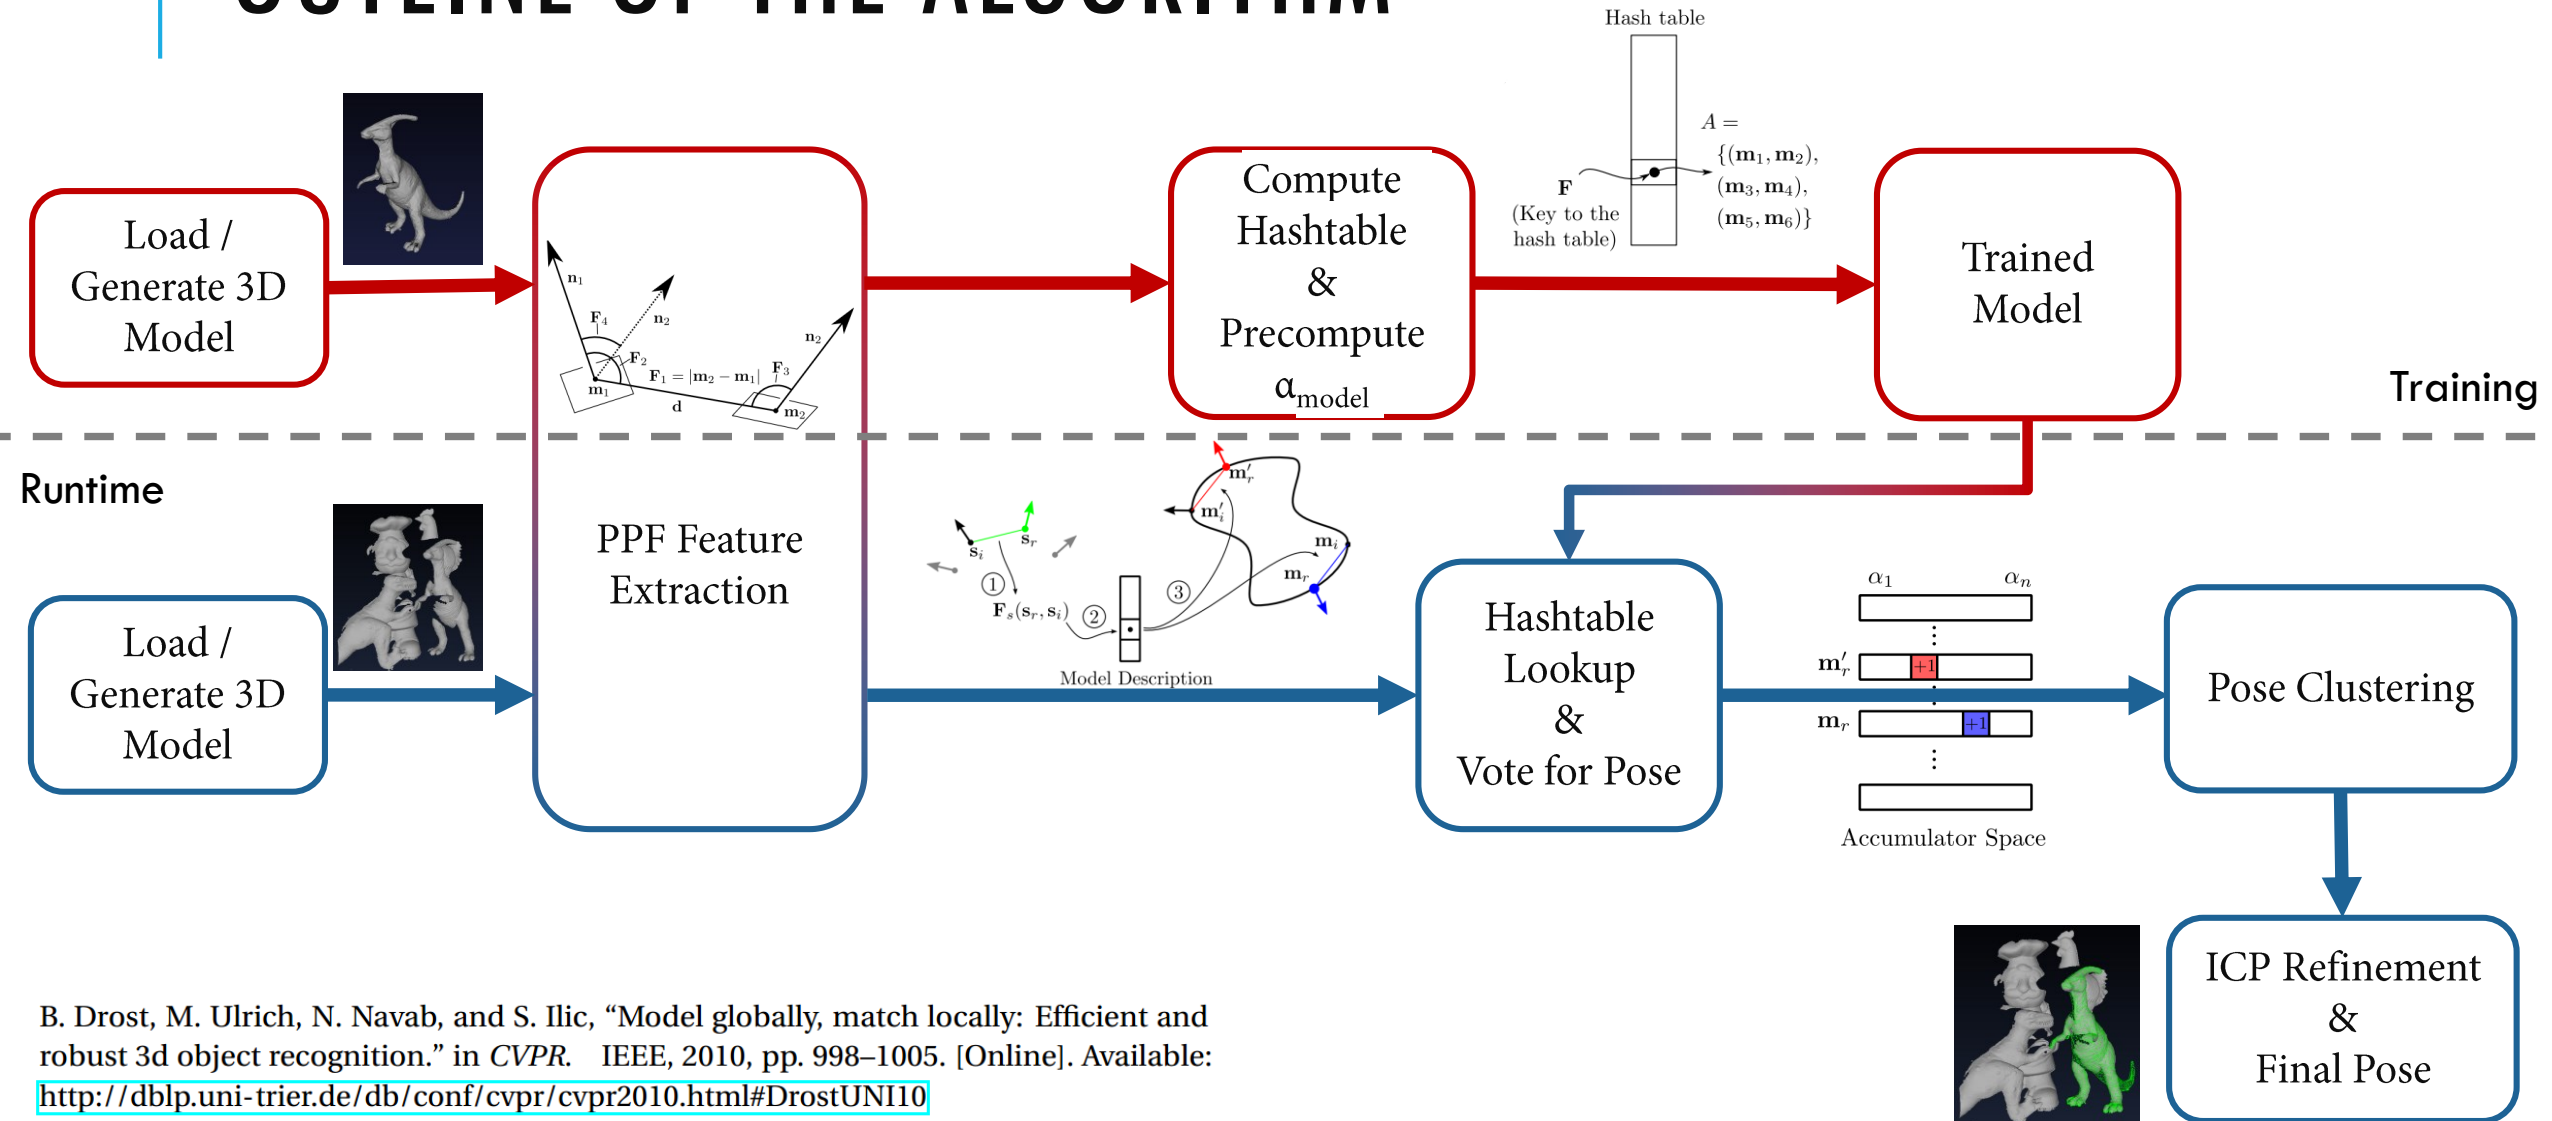 OUTLINE OF THE ALGORITHM
Hash table
A =
{(m₁, m₂),
(m₃, m₄),
(m₅, m₆)}
F
(Key to the
hash table)
Load /
Generate 3D
Model
n₁
F₄
n₂
F₂
F₁ = |m₂ − m₁|
F₃
n₂
m₁
d
m₂
Compute
Hashtable
&
Precompute
α_model
Trained
Model
Training
Runtime
Load /
Generate 3D
Model
PPF Feature
Extraction
sᵢ
sᵣ
①
Fₛ(sᵣ, sᵢ)
②
③
m′ᵣ
m′ᵢ
mᵢ
mᵣ
Model Description
Hashtable
Lookup
&
Vote for Pose
α₁
αₙ
m′ᵣ
+1
mᵣ
+1
Accumulator Space
Pose Clustering
ICP Refinement
&
Final Pose
B. Drost, M. Ulrich, N. Navab, and S. Ilic, “Model globally, match locally: Efficient and
robust 3d object recognition.” in CVPR. IEEE, 2010, pp. 998–1005. [Online]. Available:
http://dblp.uni-trier.de/db/conf/cvpr/cvpr2010.html#DrostUNI10